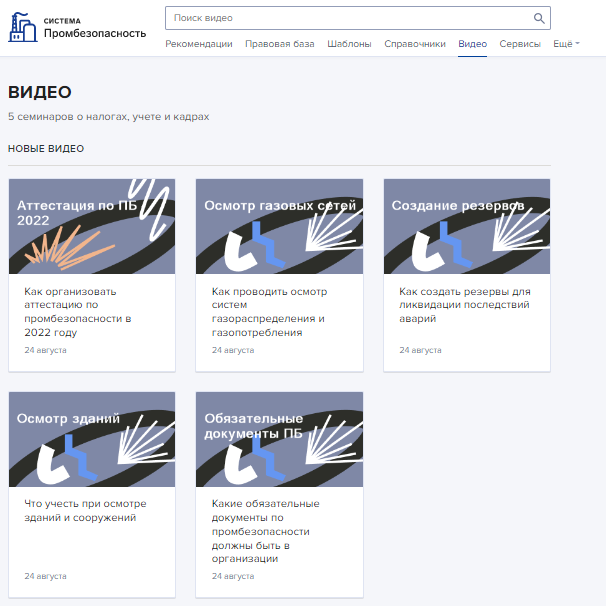 СИСТЕМА
Промбезопасность
Поиск видео
Рекомендации Правовая база Шаблоны Справочники Видео Сервисы Ещё
ВИДЕО
5 семинаров о налогах, учете и кадрах
НОВЫЕ ВИДЕО
Аттестация по ПБ
2022
Как организовать
аттестацию по
промбезопасности в
2022 году
24 августа
Осмотр газовых сетей
Как проводить осмотр
систем
газораспределения и
газопотребления
24 августа
Создание резервов
Как создать резервы для
ликвидации последствий
аварий
24 августа
Осмотр зданий
Что учесть при осмотре
зданий и сооружений
24 августа
Обязательные
документы ПБ
Какие обязательные
документы по
промбезопасности
должны быть в
организации
24 августа